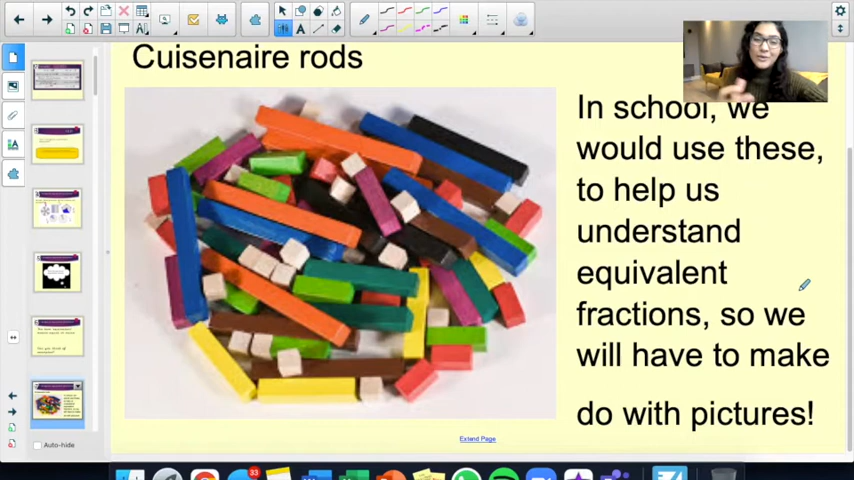 Cuisenaire rods
In school, we
would use these,
to help us
understand
equivalent
fractions, so we
will have to make
do with pictures!
Extend Page
Auto-hide
33